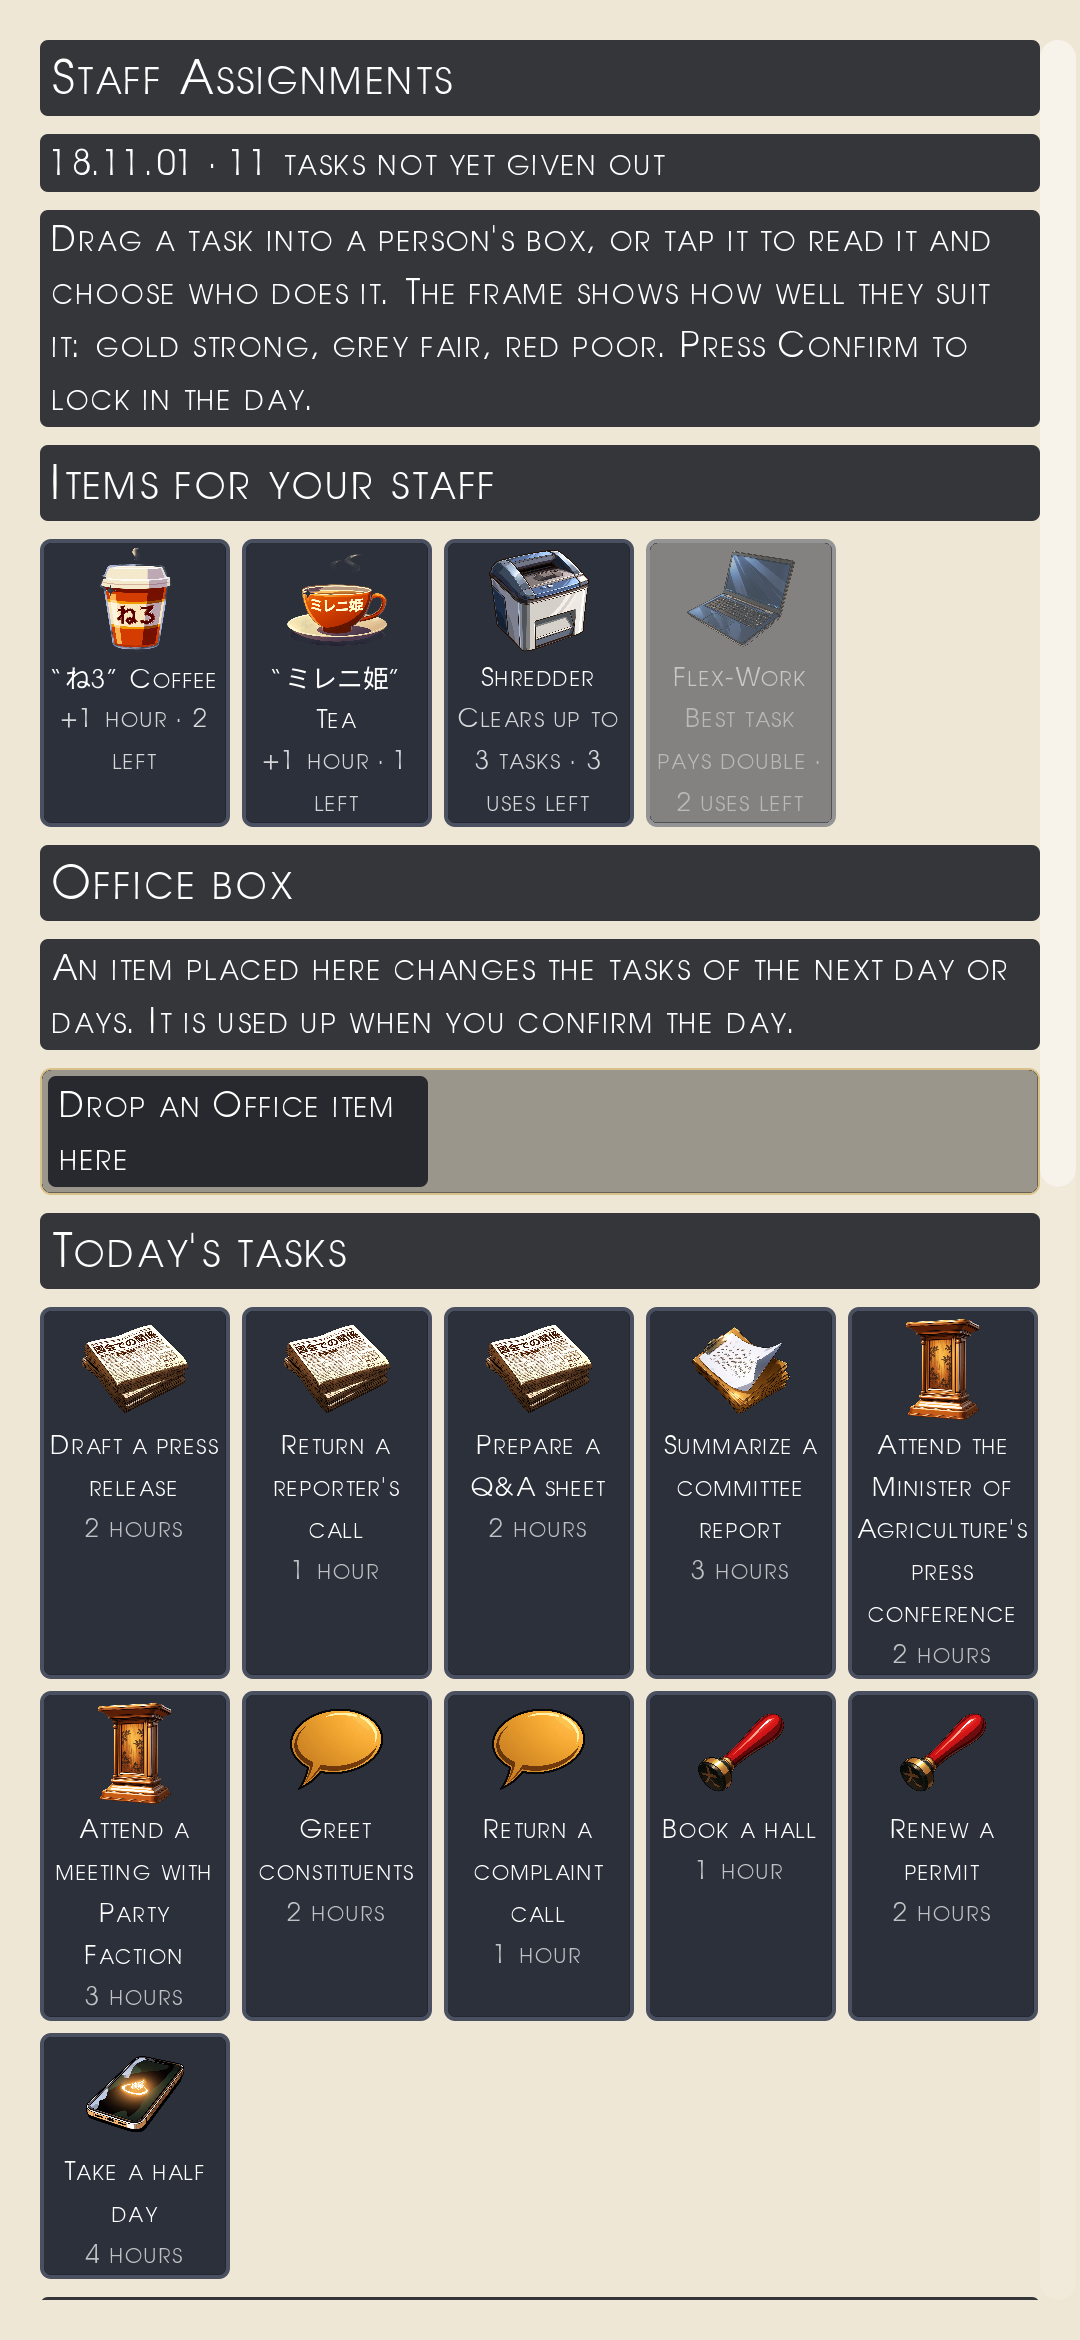 Staff Assignments
18.11.01 · 11 tasks not yet given out
Drag a task into a person's box, or tap it to read it and
choose who does it. The frame shows how well they suit
it: gold strong, grey fair, red poor. Press Confirm to
lock in the day.
Items for your staff
ねろ
“ね3” Coffee
+1 hour · 2
left
ミレニ姫
“ミレニ姫”
Tea
+1 hour · 1
left
Shredder
Clears up to
3 tasks · 3
uses left
Flex-Work
Best task
pays double ·
2 uses left
Office box
An item placed here changes the tasks of the next day or
days. It is used up when you confirm the day.
Drop an Office item
here
Today's tasks
Draft a press
release
2 hours
Return a
reporter's
call
1 hour
Prepare a
Q&A sheet
2 hours
Summarize a
committee
report
3 hours
Attend the
Minister of
Agriculture's
press
conference
2 hours
Attend a
meeting with
Party
Faction
3 hours
Greet
constituents
2 hours
Return a
complaint
call
1 hour
Book a hall
1 hour
Renew a
permit
2 hours
Take a half
day
4 hours